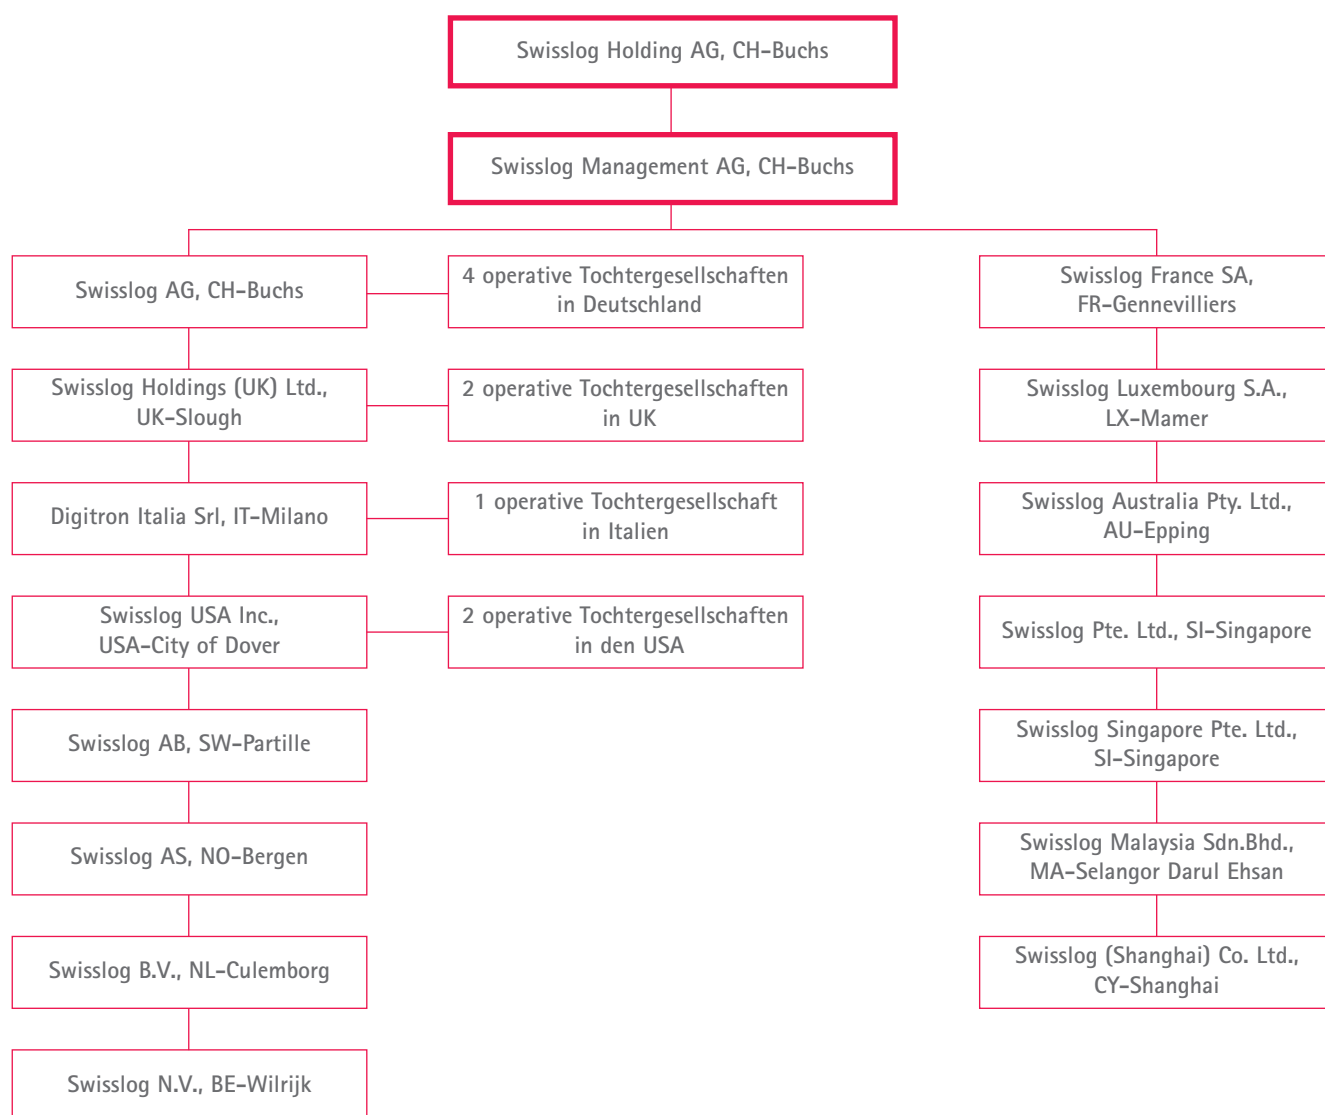 Swisslog Holding AG, CH-Buchs
Swisslog Management AG, CH-Buchs
Swisslog AG, CH-Buchs
4 operative Tochtergesellschaften
in Deutschland
Swisslog France SA,
FR-Gennevilliers
Swisslog Holdings (UK) Ltd.,
UK-Slough
2 operative Tochtergesellschaften
in UK
Swisslog Luxembourg S.A.,
LX-Mamer
Digitron Italia Srl, IT-Milano
1 operative Tochtergesellschaft
in Italien
Swisslog Australia Pty. Ltd.,
AU-Epping
Swisslog USA Inc.,
USA-City of Dover
2 operative Tochtergesellschaften
in den USA
Swisslog Pte. Ltd., SI-Singapore
Swisslog AB, SW-Partille
Swisslog Singapore Pte. Ltd.,
SI-Singapore
Swisslog AS, NO-Bergen
Swisslog Malaysia Sdn.Bhd.,
MA-Selangor Darul Ehsan
Swisslog B.V., NL-Culemborg
Swisslog (Shanghai) Co. Ltd.,
CY-Shanghai
Swisslog N.V., BE-Wilrijk